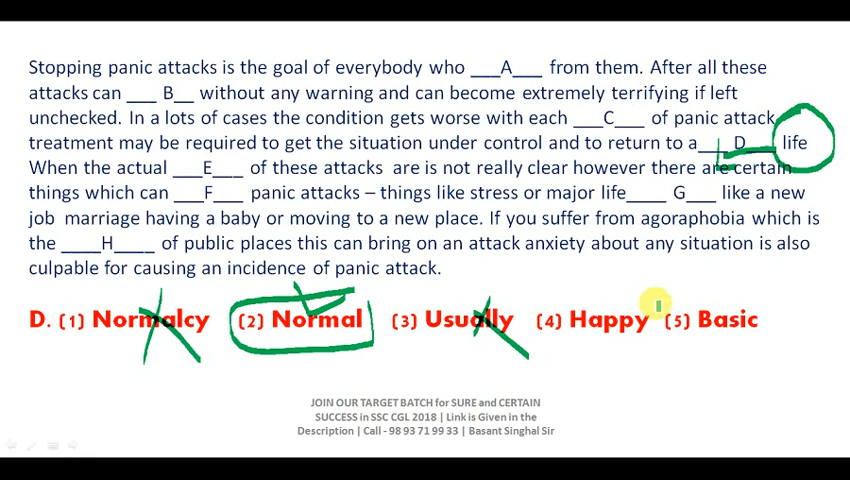 Stopping panic attacks is the goal of everybody who ___A___ from them. After all these
attacks can ___ B__ without any warning and can become extremely terrifying if left
unchecked. In a lots of cases the condition gets worse with each ___C___ of panic attack
treatment may be required to get the situation under control and to return to a___ D____ life
When the actual ___E___ of these attacks are is not really clear however there are certain
things which can ___F___ panic attacks – things like stress or major life____ G___ like a new
job marriage having a baby or moving to a new place. If you suffer from agoraphobia which is
the ____H____ of public places this can bring on an attack anxiety about any situation is also
culpable for causing an incidence of panic attack.
D. (1) Normalcy (2) Normal (3) Usually (4) Happy (5) Basic
JOIN OUR TARGET BATCH for SURE and CERTAIN
SUCCESS in SSC CGL 2018 | Link is Given in the
Description | Call - 98 93 71 99 33 | Basant Singhal Sir